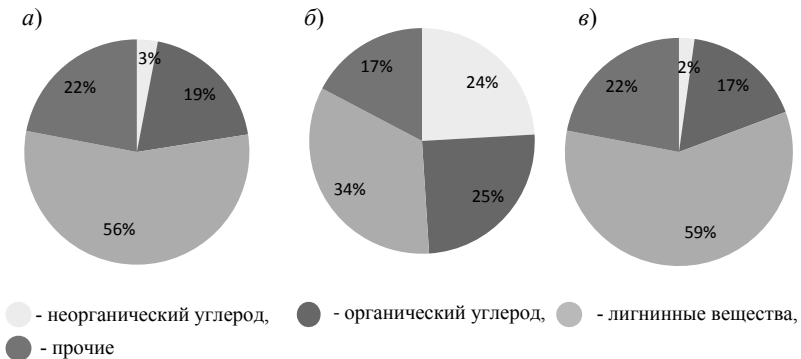 а)
б)
в)
3%
19%
56%
22%
24%
25%
34%
17%
2%
17%
59%
22%
- неорганический углерод,
- органический углерод,
- лигнинные вещества,
- прочие